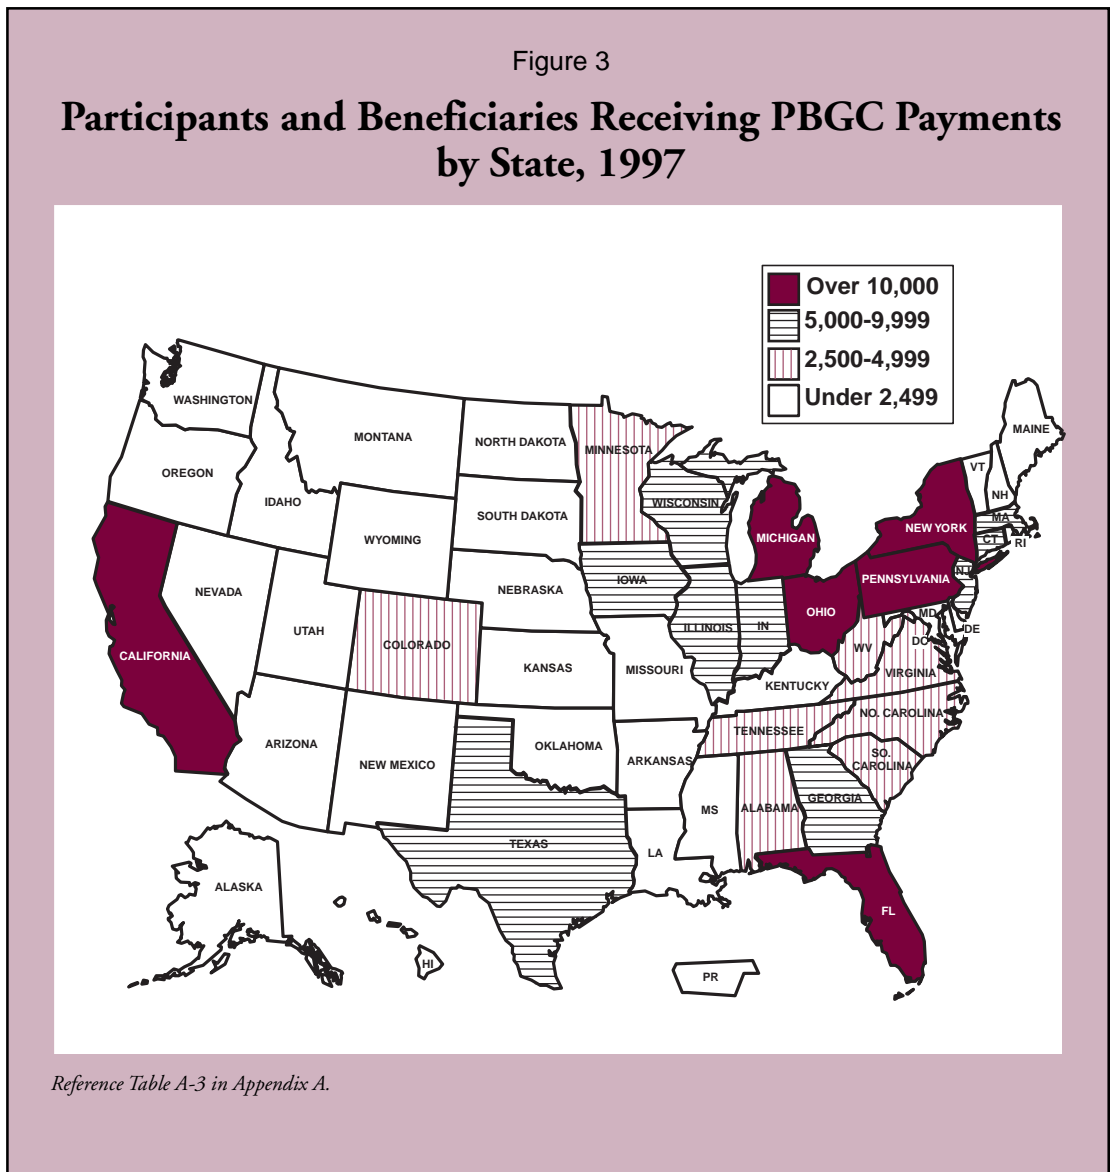 Figure 3
Participants and Beneficiaries Receiving PBGC Payments
by State, 1997
Over 10,000
5,000-9,999
2,500-4,999
Under 2,499
WASHINGTON
OREGON
IDAHO
MONTANA
NORTH DAKOTA
MINNESOTA
SOUTH DAKOTA
WYOMING
WISCONSIN
MICHIGAN
NEW YORK
VT
NH
MAINE
MA
CT
RI
PENNSYLVANIA
NJ
NEVADA
UTAH
COLORADO
NEBRASKA
IOWA
ILLINOIS
IN
OHIO
MD
DE
DC
WV
VIRGINIA
CALIFORNIA
KANSAS
MISSOURI
KENTUCKY
NO. CAROLINA
TENNESSEE
SO.
CAROLINA
ARIZONA
NEW MEXICO
OKLAHOMA
ARKANSAS
MS
ALABAMA
GEORGIA
TEXAS
LA
FL
ALASKA
HI
PR
Reference Table A-3 in Appendix A.